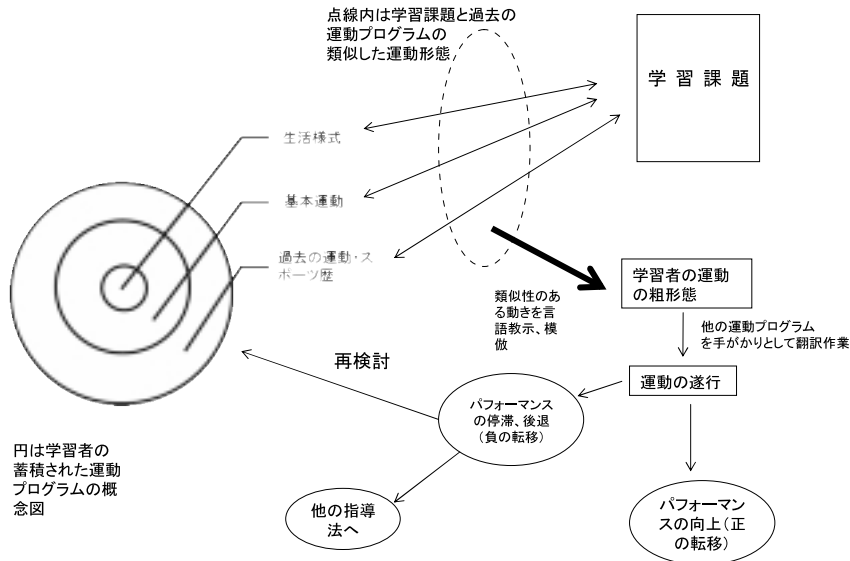 点線内は学習課題と過去の
運動プログラムの
類似した運動形態
学 習 課 題
生活様式
基本運動
過去の運動・ス
ポーツ歴
学習者の運動
の粗形態
類似性のあ
る動きを言
語教示、模
倣
他の運動プログラム
を手がかりとして翻訳作業
再検討
運動の遂行
パフォーマンス
の停滞、後退
（負の転移）
円は学習者の
蓄積された運動
プログラムの概
念図
他の指導
法へ
パフォーマン
スの向上（正
の転移）